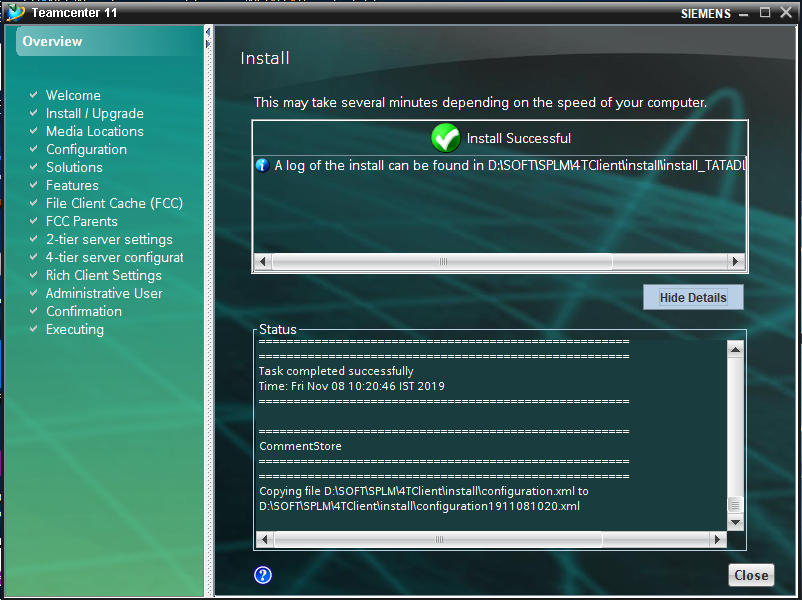 Teamcenter 11
SIEMENS
Overview
Welcome
Install / Upgrade
Media Locations
Configuration
Solutions
Features
File Client Cache (FCC)
FCC Parents
2-tier server settings
4-tier server configurat
Rich Client Settings
Administrative User
Confirmation
Executing
Install
This may take several minutes depending on the speed of your computer.
Install Successful
A log of the install can be found in D:\SOFT\SPLM\4TClient\install\install_TATADL
Hide Details
Status
=====================================================
=====================================================
Task completed successfully
Time: Fri Nov 08 10:20:46 IST 2019
=====================================================
=====================================================
CommentStore
=====================================================
=====================================================
Copying file D:\SOFT\SPLM\4TClient\install\configuration.xml to
D:\SOFT\SPLM\4TClient\install\configuration1911081020.xml
?
Close